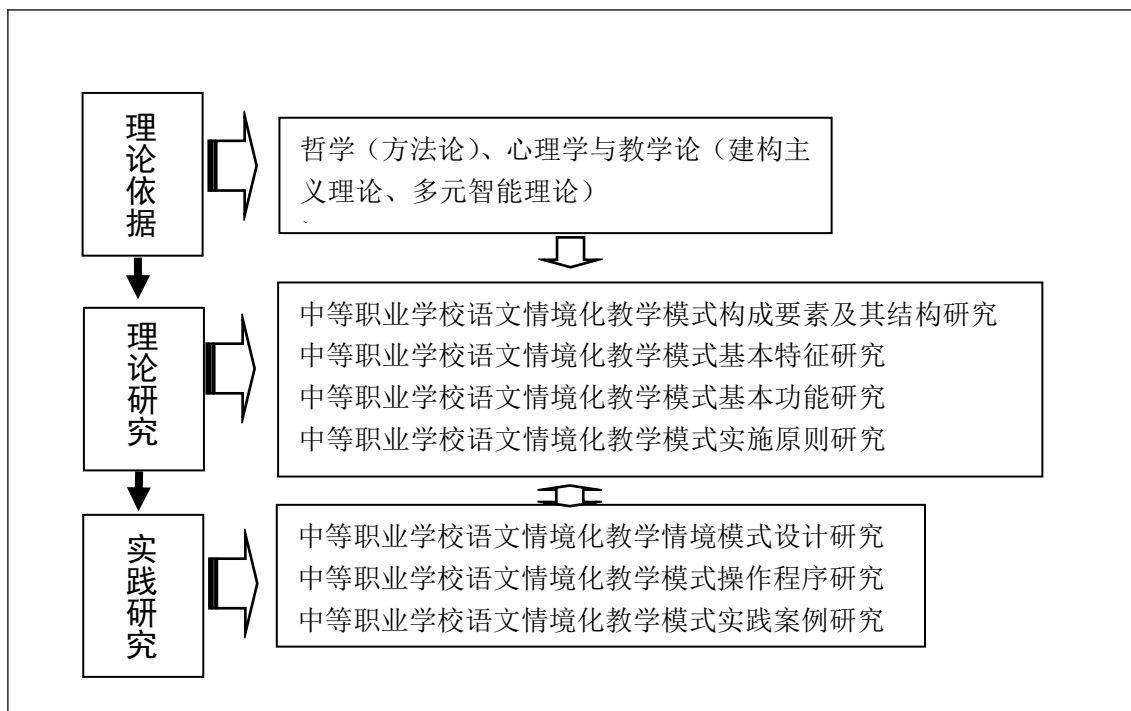 理论依据
哲学（方法论）、心理学与教学论（建构主
义理论、多元智能理论）
理论研究
中等职业学校语文情境化教学模式构成要素及其结构研究
中等职业学校语文情境化教学模式基本特征研究
中等职业学校语文情境化教学模式基本功能研究
中等职业学校语文情境化教学模式实施原则研究
实践研究
中等职业学校语文情境化教学情境模式设计研究
中等职业学校语文情境化教学模式操作程序研究
中等职业学校语文情境化教学模式实践案例研究